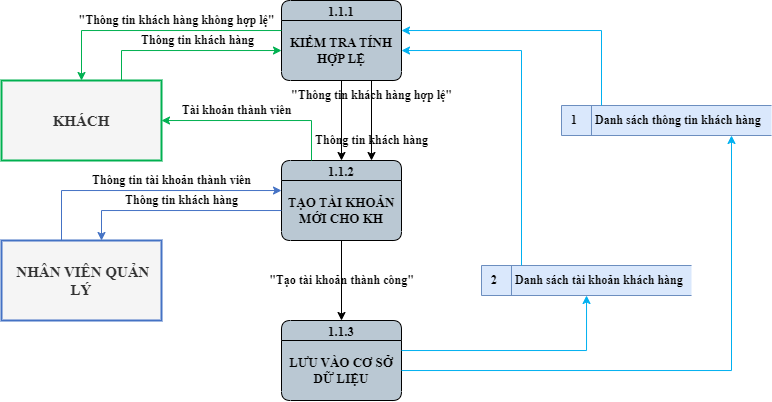 "Thông tin khách hàng không hợp lệ"
Thông tin khách hàng
1.1.1
KIỂM TRA TÍNH
HỢP LỆ
"Thông tin khách hàng hợp lệ"
Thông tin khách hàng
KHÁCH
Tài khoản thành viên
1
Danh sách thông tin khách hàng
1.1.2
TẠO TÀI KHOẢN
MỚI CHO KH
Thông tin tài khoản thành viên
Thông tin khách hàng
NHÂN VIÊN QUẢN
LÝ
2
Danh sách tài khoản khách hàng
"Tạo tài khoản thành công"
1.1.3
LƯU VÀO CƠ SỞ
DỮ LIỆU